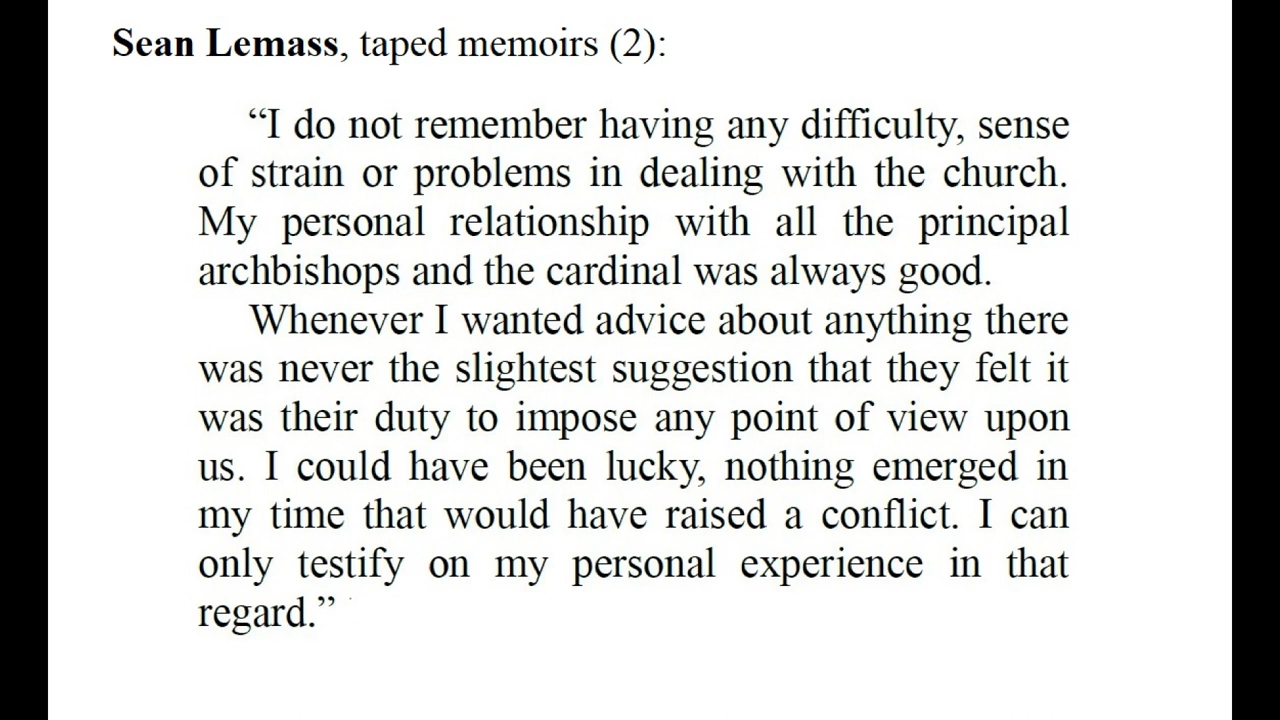 Sean Lemass, taped memoirs (2):
“I do not remember having any difficulty, sense
of strain or problems in dealing with the church.
My personal relationship with all the principal
archbishops and the cardinal was always good.
Whenever I wanted advice about anything there
was never the slightest suggestion that they felt it
was their duty to impose any point of view upon
us. I could have been lucky, nothing emerged in
my time that would have raised a conflict. I can
only testify on my personal experience in that
regard.”